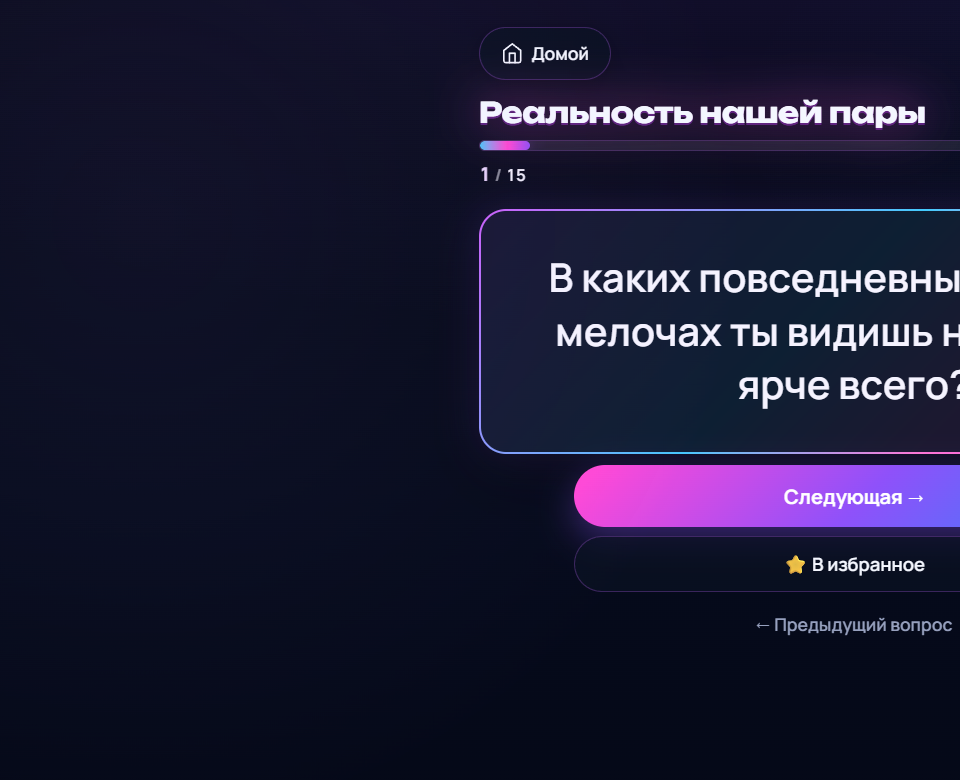 Домой
Реальность нашей пары
1 / 15
В каких повседневны
мелочах ты видишь н
ярче всего?
Следующая →
В избранное
← Предыдущий вопрос